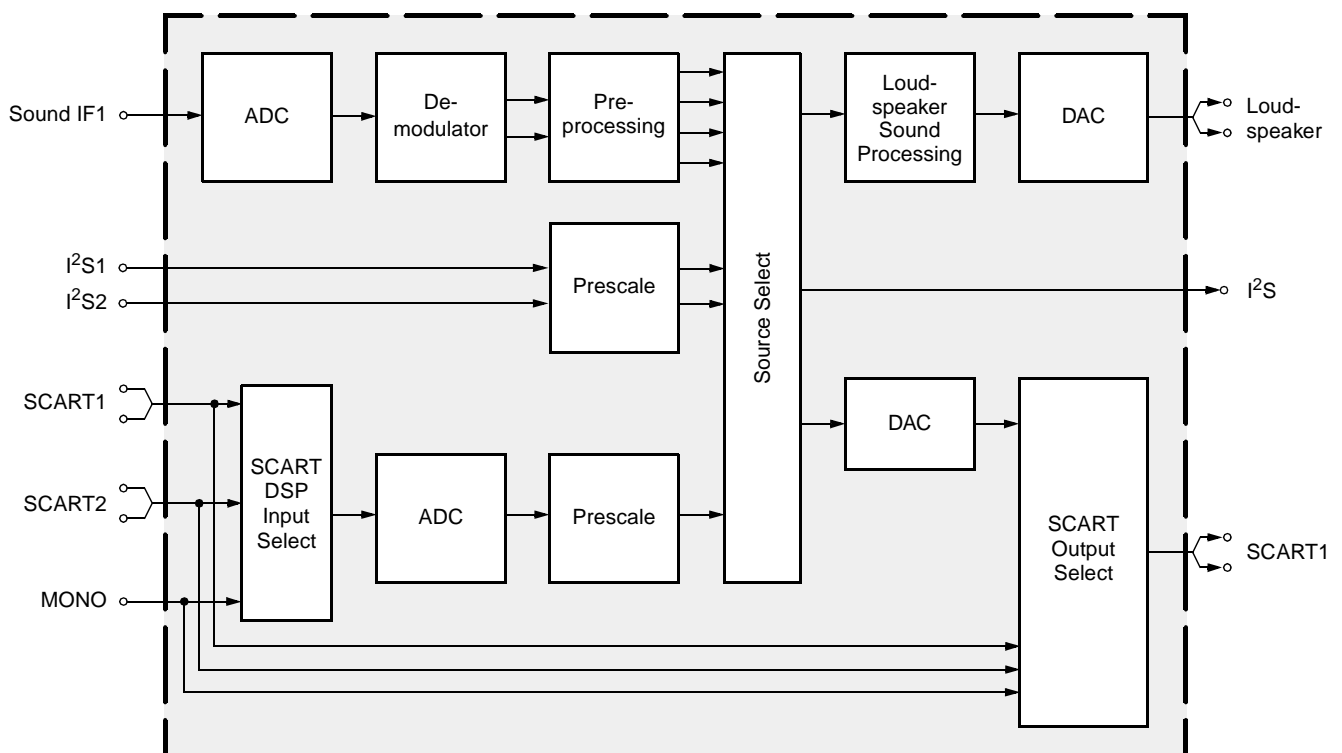 Sound IF1
ADC
De-
modulator
Pre-
processing
Loud-
speaker
Sound
Processing
DAC
Loud-
speaker
I²S1
I²S2
Prescale
Source Select
I²S
SCART1
SCART2
MONO
SCART
DSP
Input
Select
ADC
Prescale
DAC
SCART
Output
Select
SCART1